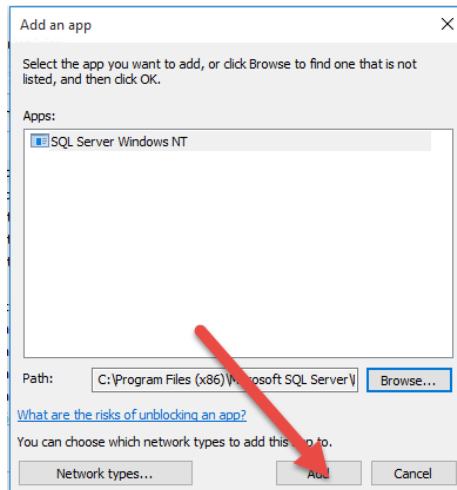 Add an app
Select the app you want to add, or click Browse to find one that is not
listed, and then click OK.
Apps:
SQL Server Windows NT
Path:
C:\Program Files (x86)\Microsoft SQL Server\
Browse...
What are the risks of unblocking an app?
You can choose which network types to add this app to.
Network types...
Add
Cancel